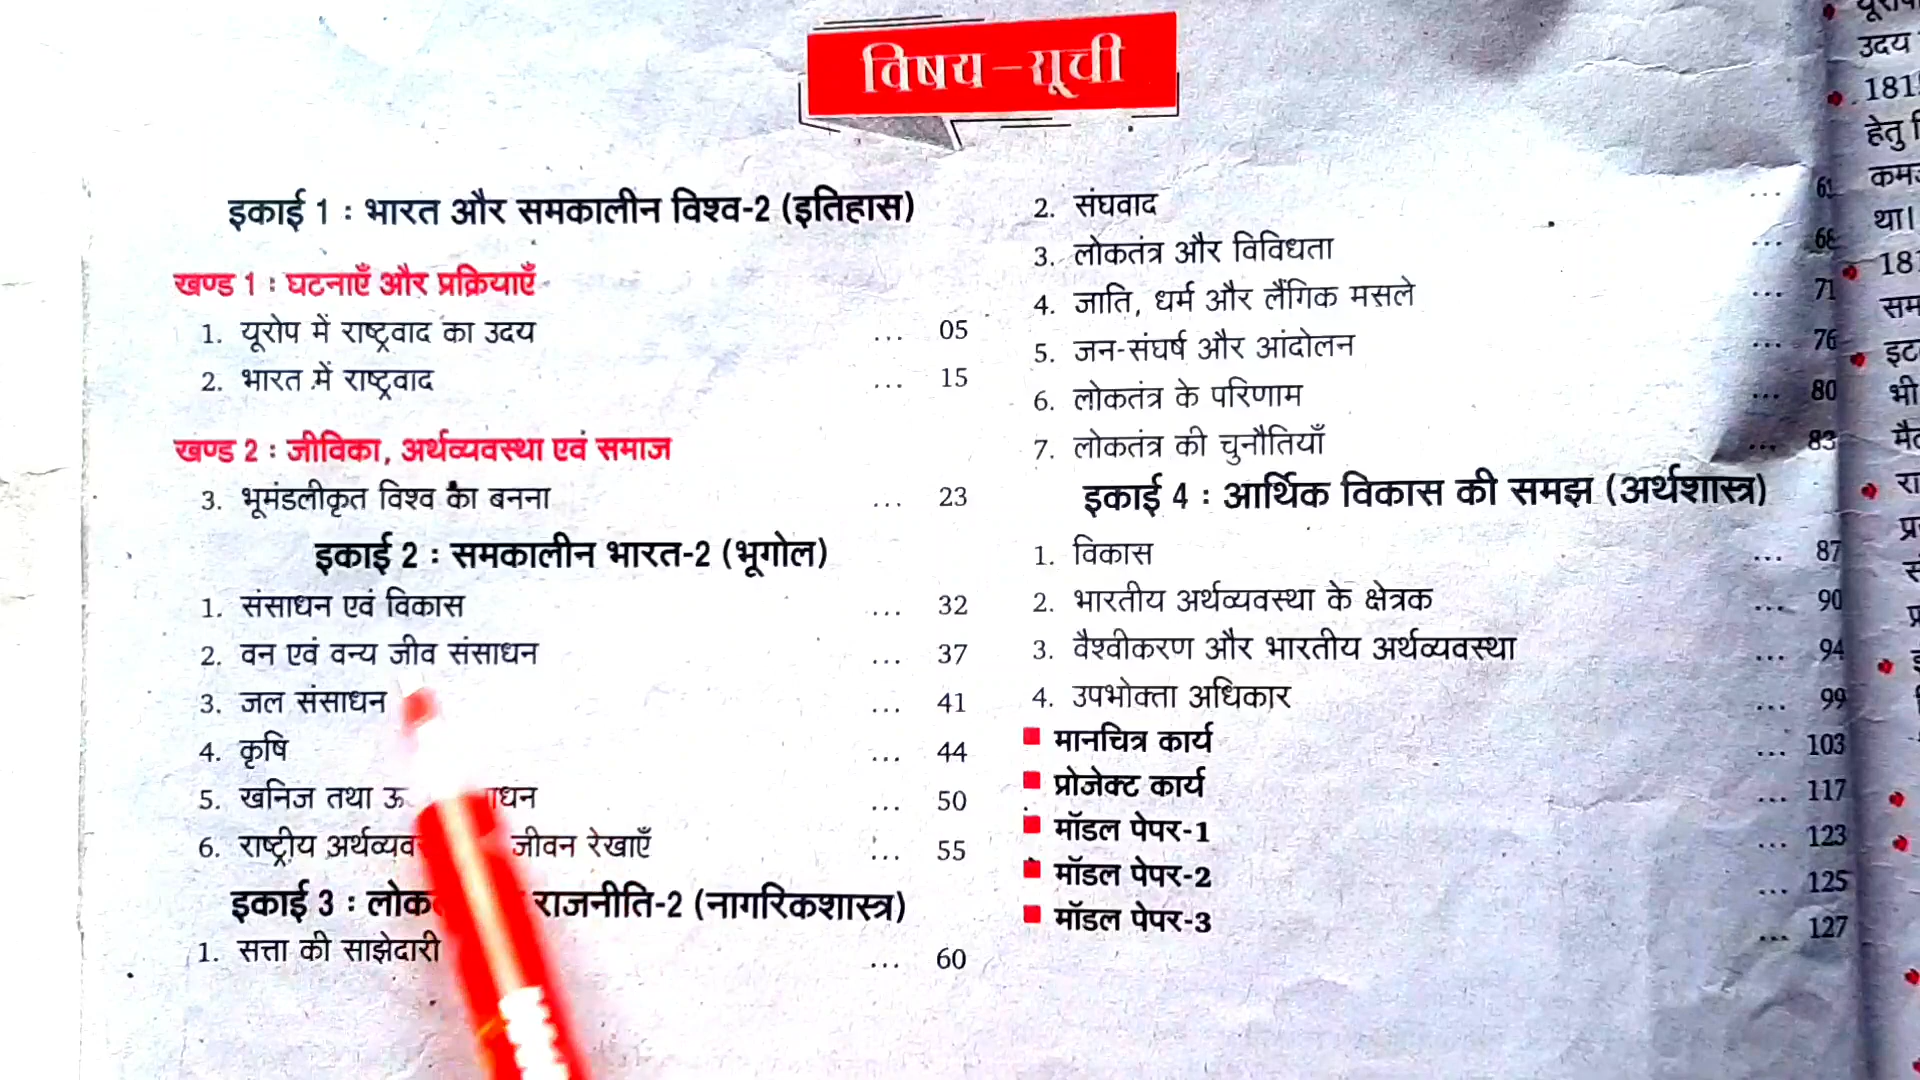 विषय-सूची
इकाई 1 : भारत और समकालीन विश्व-2 (इतिहास)
खण्ड 1 : घटनाएँ और प्रक्रियाएँ
1. यूरोप में राष्ट्रवाद का उदय ... 05
2. भारत में राष्ट्रवाद ... 15
खण्ड 2 : जीविका, अर्थव्यवस्था एवं समाज
3. भूमंडलीकृत विश्व का बनना ... 23
इकाई 2 : समकालीन भारत-2 (भूगोल)
1. संसाधन एवं विकास ... 32
2. वन एवं वन्य जीव संसाधन ... 37
3. जल संसाधन ... 41
4. कृषि ... 44
5. खनिज तथा ... 50
6. राष्ट्रीय जीवन रेखाएँ ... 55
इकाई 3 : राजनीति-2 (नागरिकशास्त्र)
1. सत्ता की साझेदारी ... 60
2. संघवाद ... 61
3. लोकतंत्र और विविधता ... 68
4. जाति, धर्म और लैंगिक मसले ... 71
5. जन-संघर्ष और आंदोलन ... 76
6. लोकतंत्र के परिणाम ... 80
7. लोकतंत्र की चुनौतियाँ ... 83
इकाई 4 : आर्थिक विकास की समझ (अर्थशास्त्र)
1. विकास ... 87
2. भारतीय अर्थव्यवस्था के क्षेत्रक ... 90
3. वैश्वीकरण और भारतीय अर्थव्यवस्था ... 94
4. उपभोक्ता अधिकार ... 99
मानचित्र कार्य ... 103
प्रोजेक्ट कार्य ... 117
मॉडल पेपर-1 ... 123
मॉडल पेपर-2 ... 125
मॉडल पेपर-3 ... 127
उदय
हेतु
था।
भी